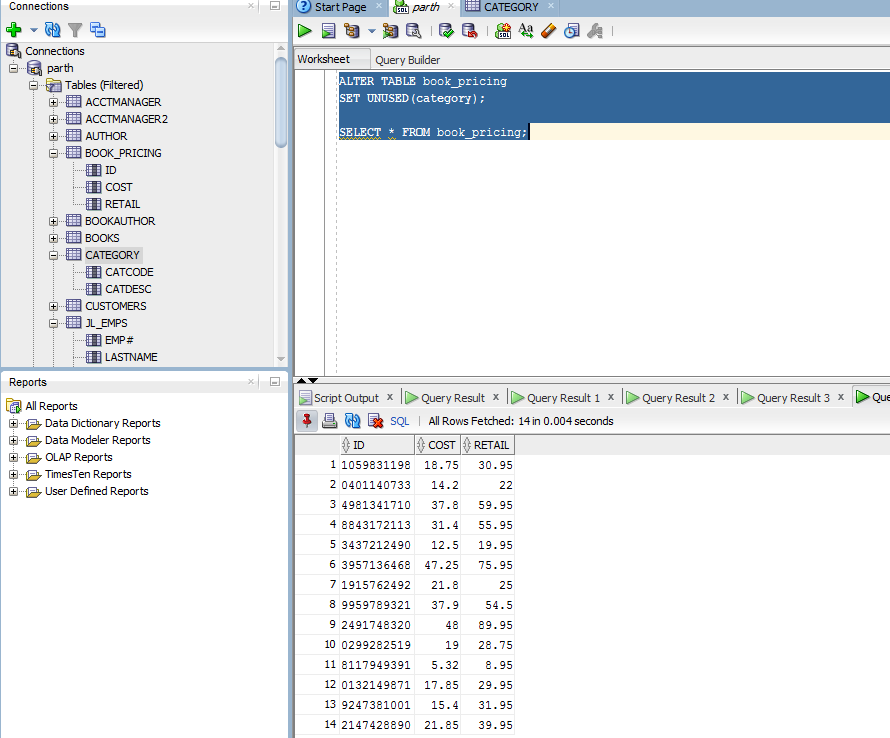 Connections
Connections
parth
Tables (Filtered)
ACCTMANAGER
ACCTMANAGER2
AUTHOR
BOOK_PRICING
ID
COST
RETAIL
BOOKAUTHOR
BOOKS
CATEGORY
CATCODE
CATDESC
CUSTOMERS
JL_EMPS
EMP#
LASTNAME
Reports
All Reports
Data Dictionary Reports
Data Modeler Reports
OLAP Reports
TimesTen Reports
User Defined Reports
Start Page parth CATEGORY
Worksheet Query Builder
ALTER TABLE book_pricing
SET UNUSED(category);
SELECT * FROM book_pricing;
Script Output Query Result Query Result 1 Query Result 2 Query Result 3 Que
SQL All Rows Fetched: 14 in 0.004 seconds
ID COST RETAIL
1 1059831198 18.75 30.95
2 0401140733 14.2 22
3 4981341710 37.8 59.95
4 8843172113 31.4 55.95
5 3437212490 12.5 19.95
6 3957136468 47.25 75.95
7 1915762492 21.8 25
8 9959789321 37.9 54.5
9 2491748320 48 89.95
10 0299282519 19 28.75
11 8117949391 5.32 8.95
12 0132149871 17.85 29.95
13 9247381001 15.4 31.95
14 2147428890 21.85 39.95